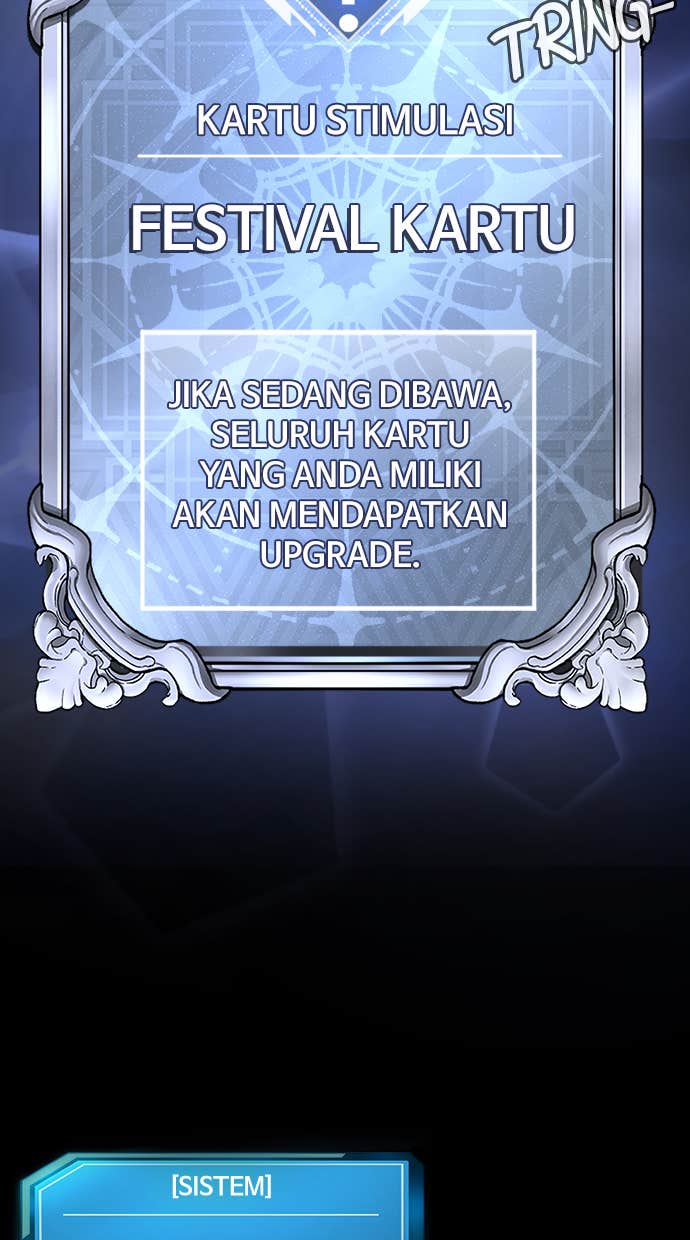 TRING-
KARTU STIMULASI
FESTIVAL KARTU
JIKA SEDANG DIBAWA,
SELURUH KARTU
YANG ANDA MILIKI
AKAN MENDAPATKAN
UPGRADE.
[SISTEM]